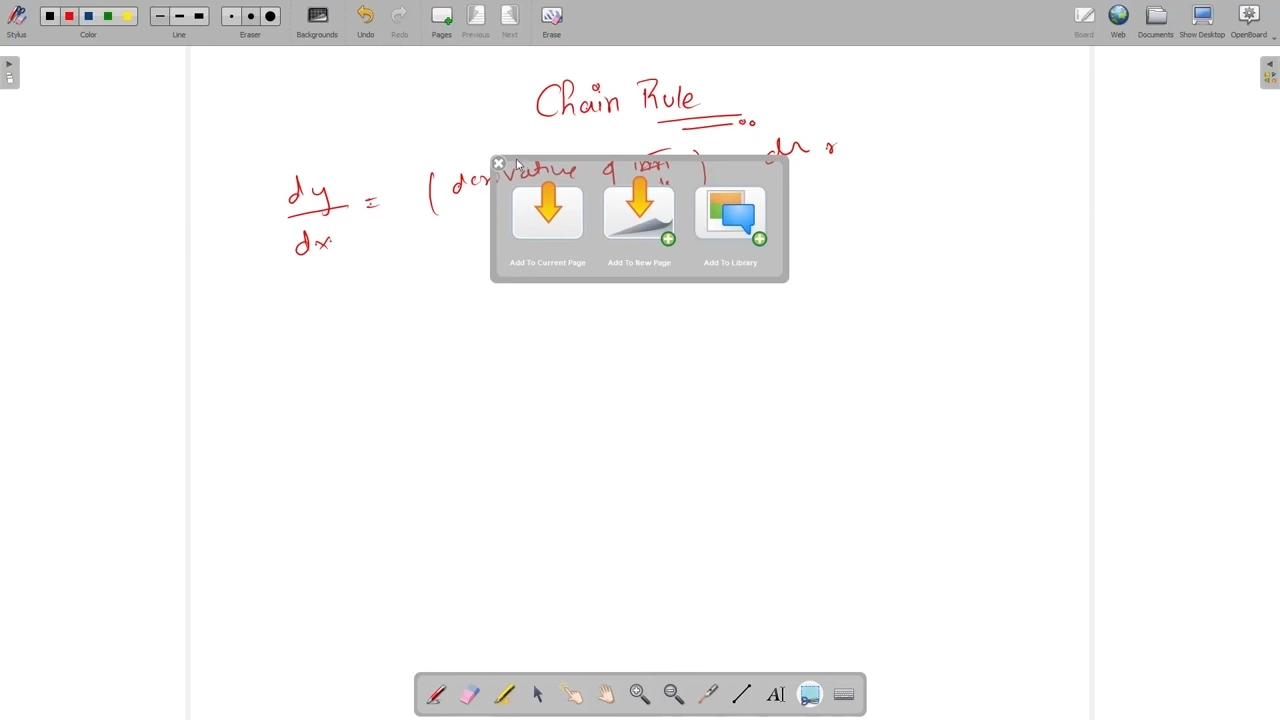 Stylus Color Line Eraser Backgrounds Undo Redo Pages Previous Next Erase Board Web Documents Show Desktop OpenBoard
Chain Rule
dy = ( derivative )
dx
Add To Current Page Add To New Page Add To Library